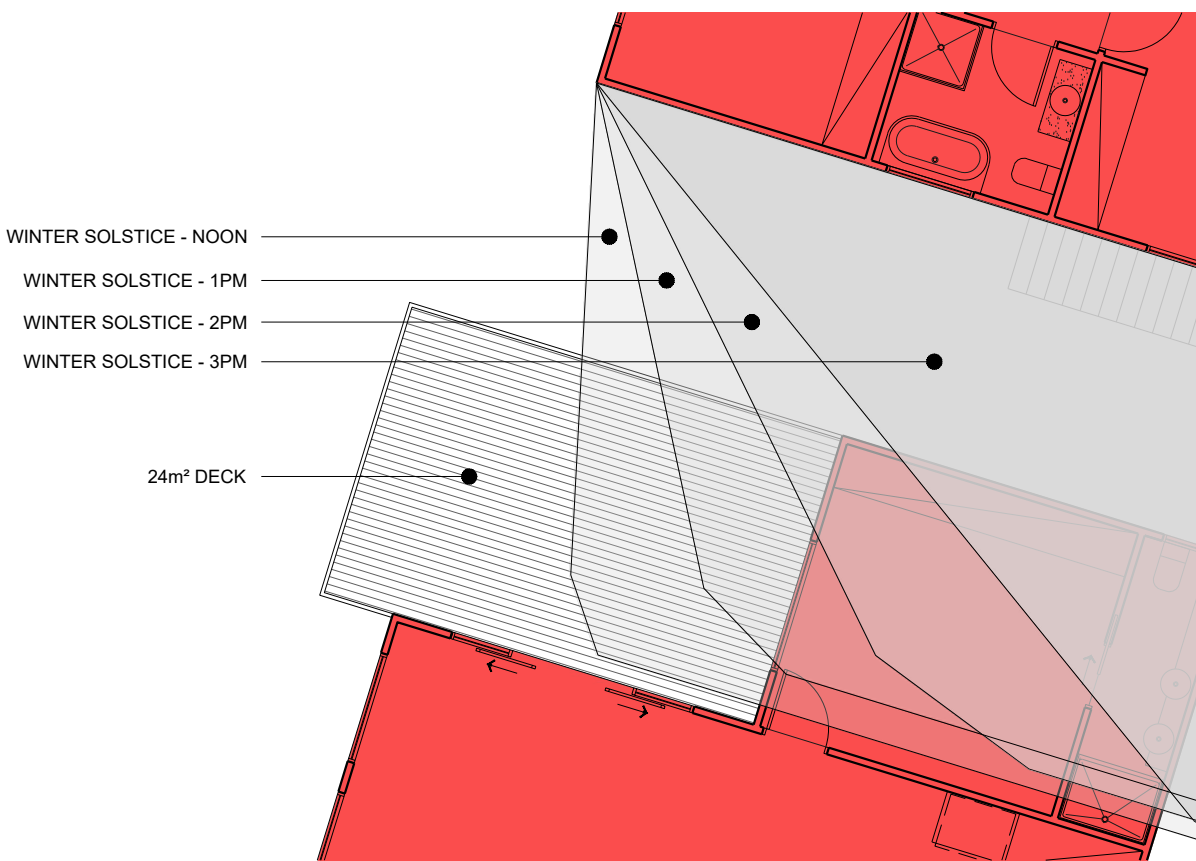 WINTER SOLSTICE - NOON
WINTER SOLSTICE - 1PM
WINTER SOLSTICE - 2PM
WINTER SOLSTICE - 3PM
24m² DECK